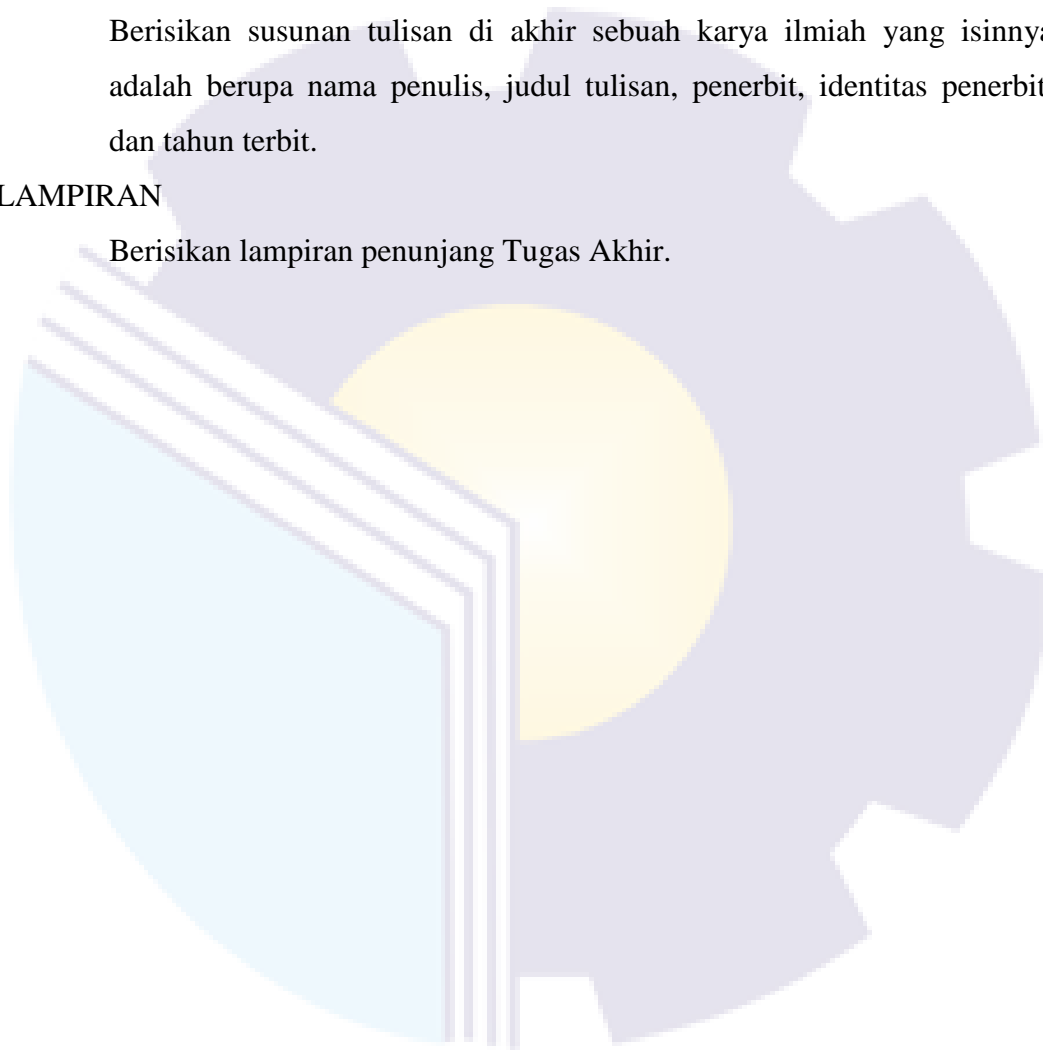 Berisikan susunan tulisan di akhir sebuah karya ilmiah yang isinnya
adalah berupa nama penulis, judul tulisan, penerbit, identitas penerbit
dan tahun terbit.
LAMPIRAN
Berisikan lampiran penunjang Tugas Akhir.